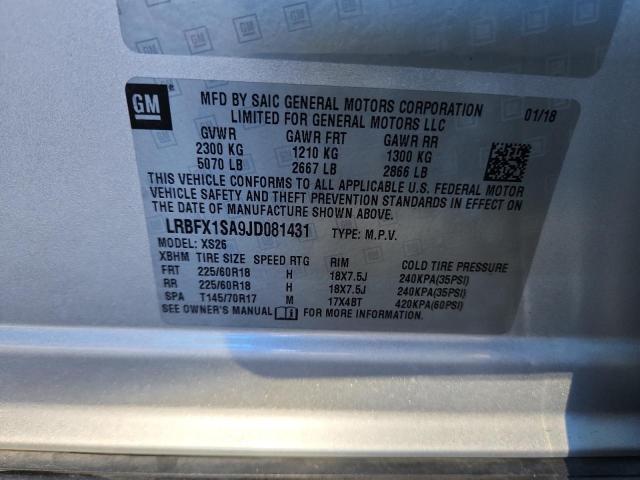 GM
MFD BY SAIC GENERAL MOTORS CORPORATION 01/18
LIMITED FOR GENERAL MOTORS LLC
GVWR GAWR FRT GAWR RR
2300 KG 1210 KG 1300 KG
5070 LB 2667 LB 2866 LB
THIS VEHICLE CONFORMS TO ALL APPLICABLE U.S. FEDERAL MOTOR
VEHICLE SAFETY AND THEFT PREVENTION STANDARDS IN EFFECT ON
THE DATE OF MANUFACTURE SHOWN ABOVE.
LRBFX1SA9JD081431 TYPE: M.P.V.
MODEL: XS26
XBHM TIRE SIZE SPEED RTG RIM COLD TIRE PRESSURE
FRT 225/60R18 H 18X7.5J 240KPA(35PSI)
RR 225/60R18 H 18X7.5J 240KPA(35PSI)
SPA T145/70R17 M 17X4BT 420KPA(60PSI)
SEE OWNER'S MANUAL FOR MORE INFORMATION.